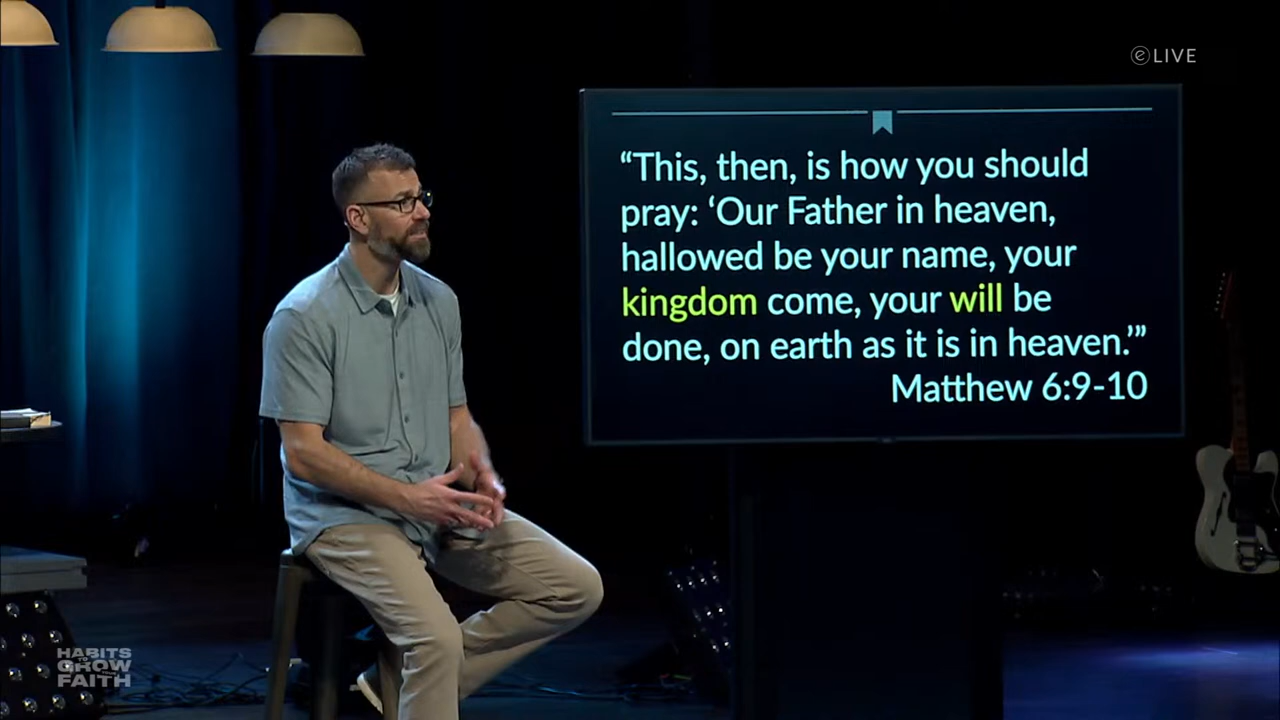 ⓔLIVE
“This, then, is how you should
pray: ‘Our Father in heaven,
hallowed be your name, your
kingdom come, your will be
done, on earth as it is in heaven.’”
Matthew 6:9-10
HABITS
GROW
FAITH